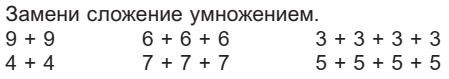 Замени сложение умножением.
9 + 9 6 + 6 + 6 3 + 3 + 3 + 3
4 + 4 7 + 7 + 7 5 + 5 + 5 + 5